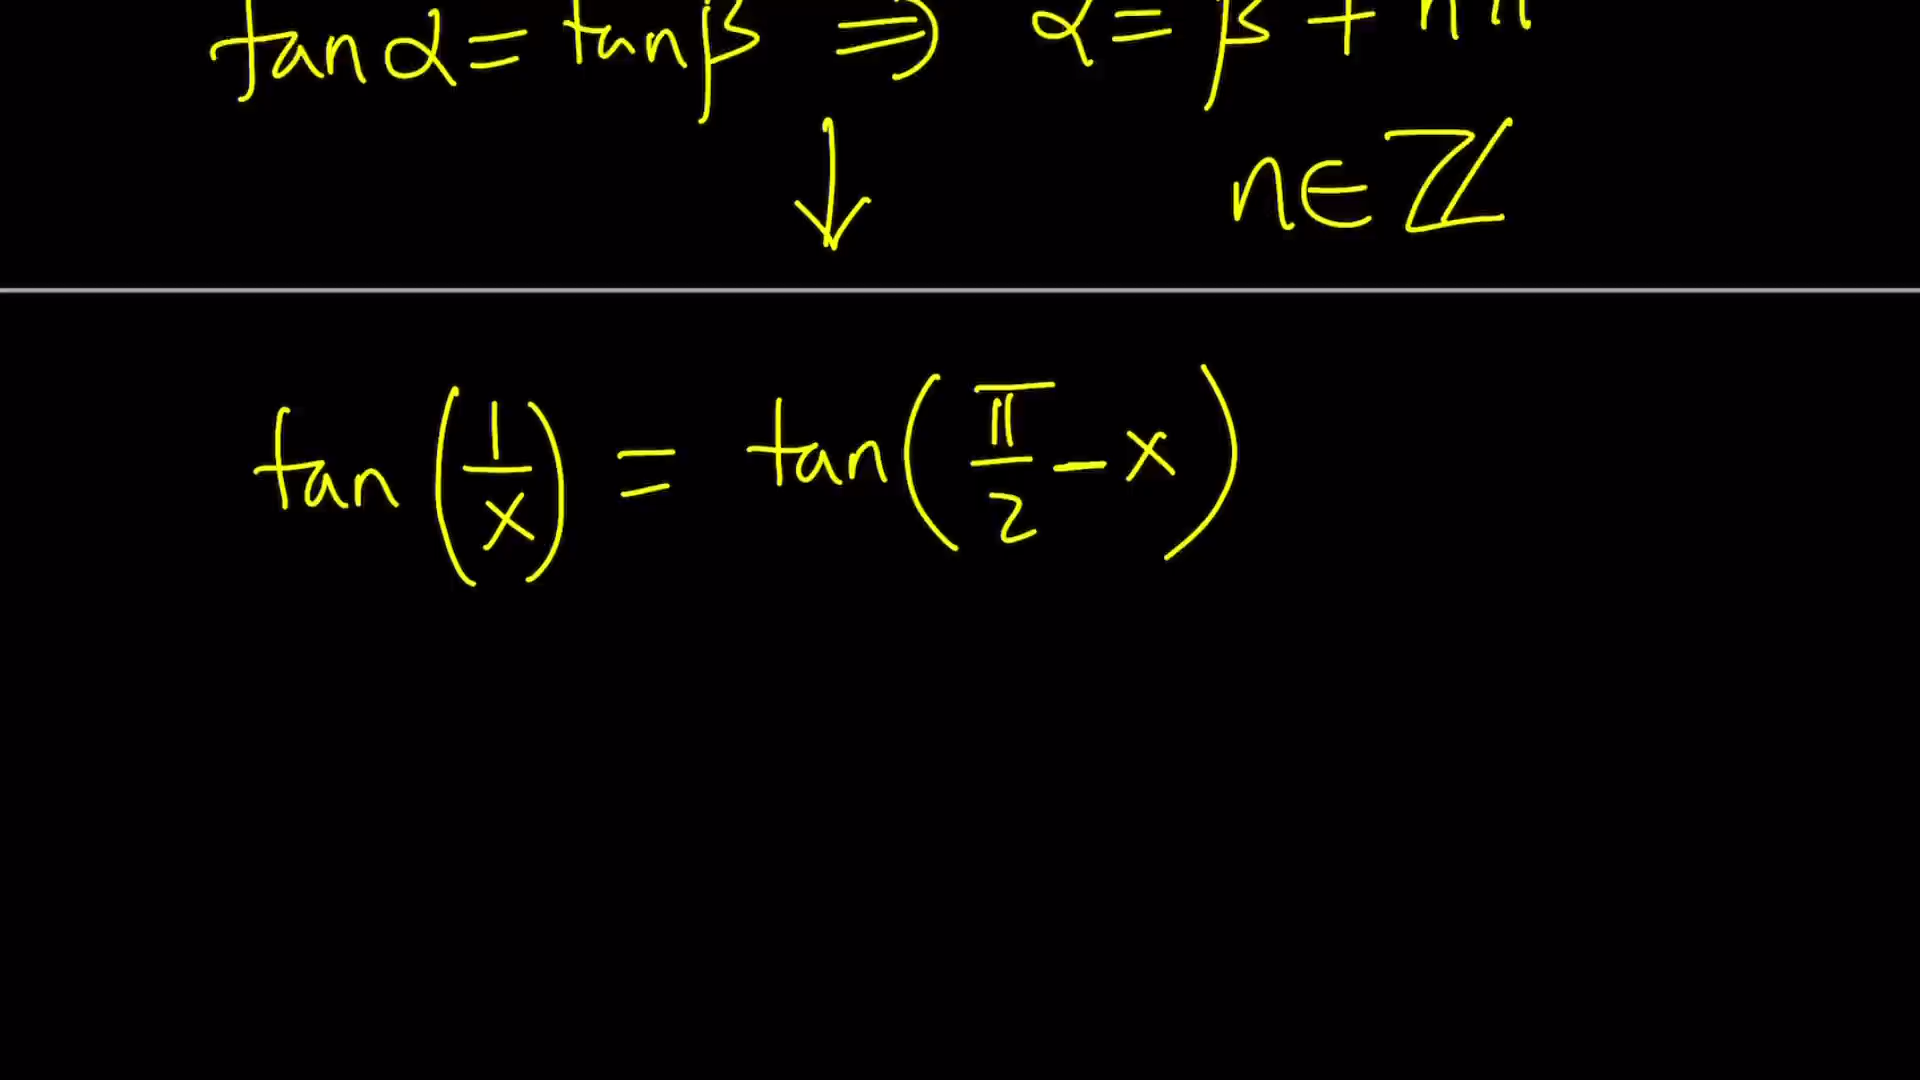 tan α = tan β ⇒ α = β + nπ
n ∈ ℤ
tan(1/x) = tan(π/2 − x)